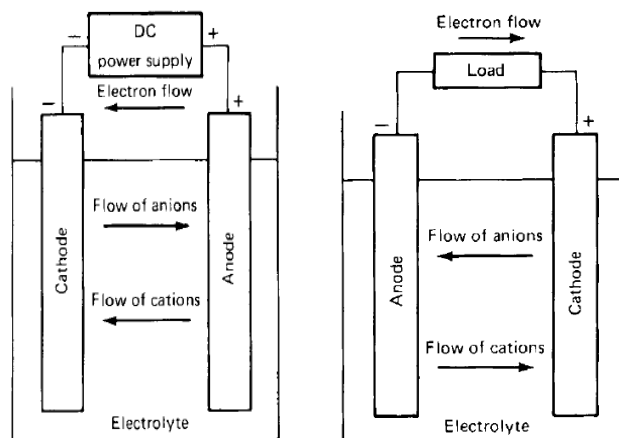 DC
power supply
−
+
Electron flow
−
+
Cathode
Anode
Flow of anions
Flow of cations
Electrolyte
Electron flow
Load
−
+
Anode
Cathode
Flow of anions
Flow of cations
Electrolyte